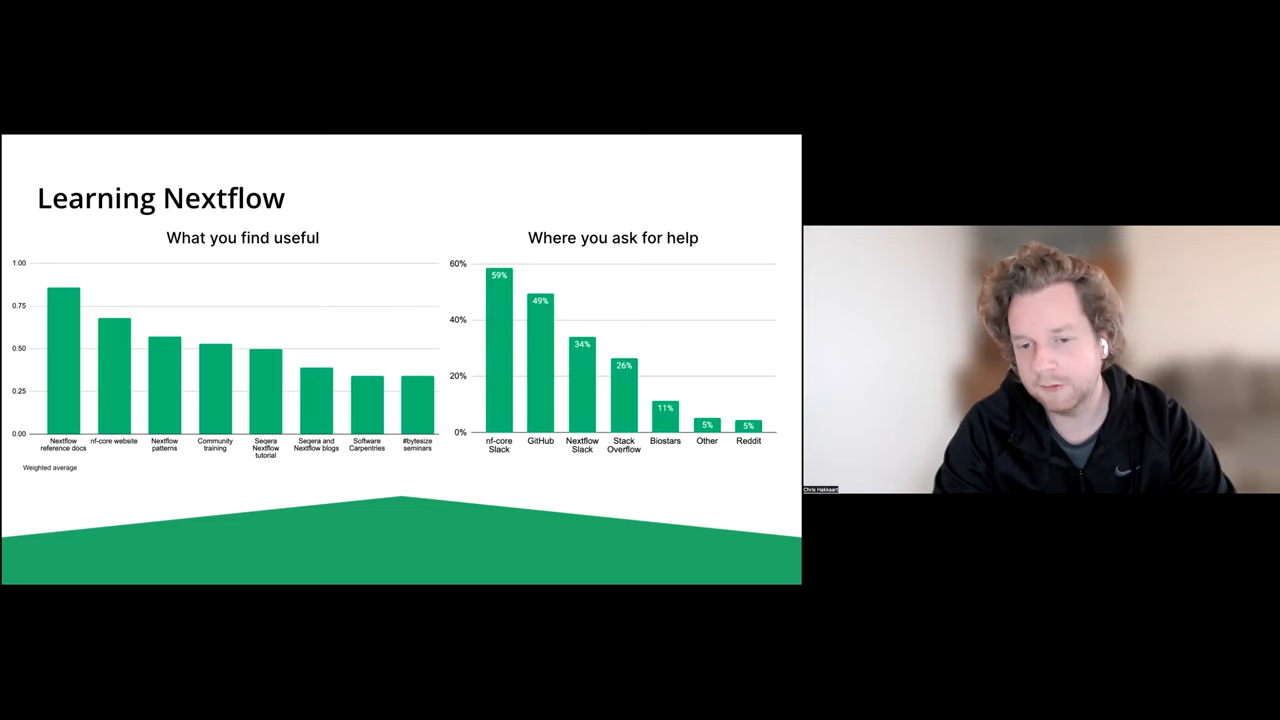 Learning Nextflow
What you find useful
1.00
0.75
0.50
0.25
0.00
Nextflow
reference docs
nf-core website
Nextflow
patterns
Community
training
Seqera
Nextflow
tutorial
Seqera and
Nextflow blogs
Software
Carpentries
#bytesize
seminars
Weighted average
Where you ask for help
60%
40%
20%
0%
59%
49%
34%
26%
11%
5%
5%
nf-core
Slack
GitHub
Nextflow
Slack
Stack
Overflow
Biostars
Other
Reddit
Chris Hakkaart